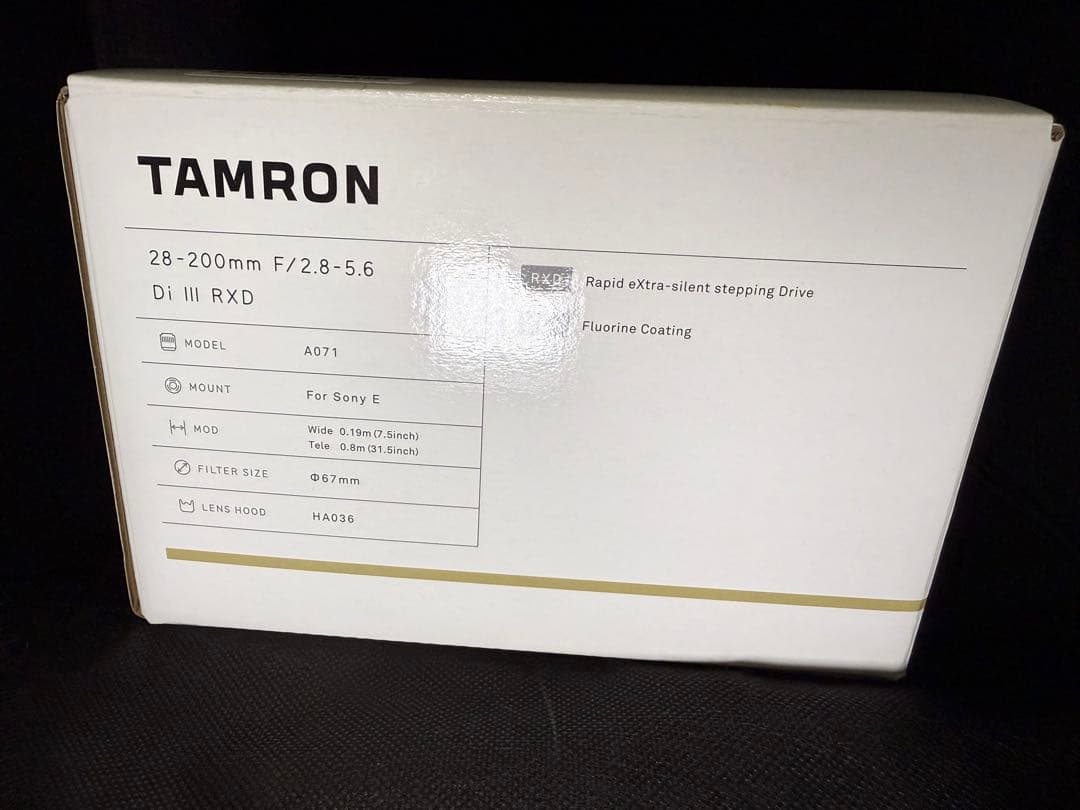 TAMRON
28-200mm F/2.8-5.6
Di III RXD
MODEL A071
MOUNT For Sony E
MOD Wide 0.19m (7.5inch)
Tele 0.8m (31.5inch)
FILTER SIZE Φ67mm
LENS HOOD HA036
RXD Rapid eXtra-silent stepping Drive
Fluorine Coating